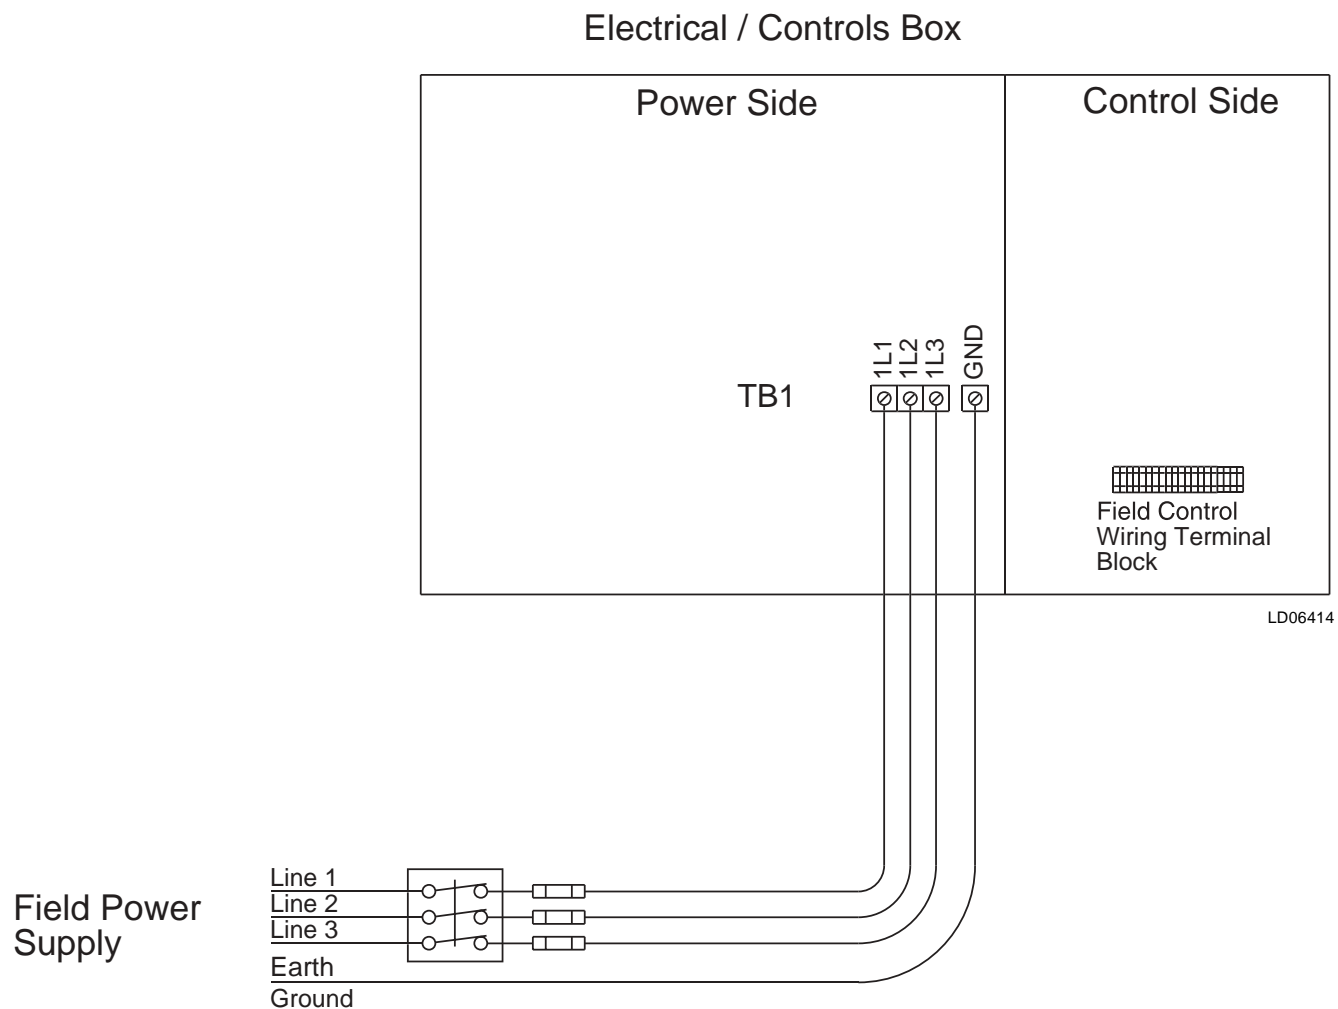 Electrical / Controls Box
Power Side
Control Side
1L1
1L2
1L3
GND
TB1
Field Control
Wiring Terminal
Block
LD06414
Line 1
Line 2
Line 3
Field Power
Supply
Earth
Ground